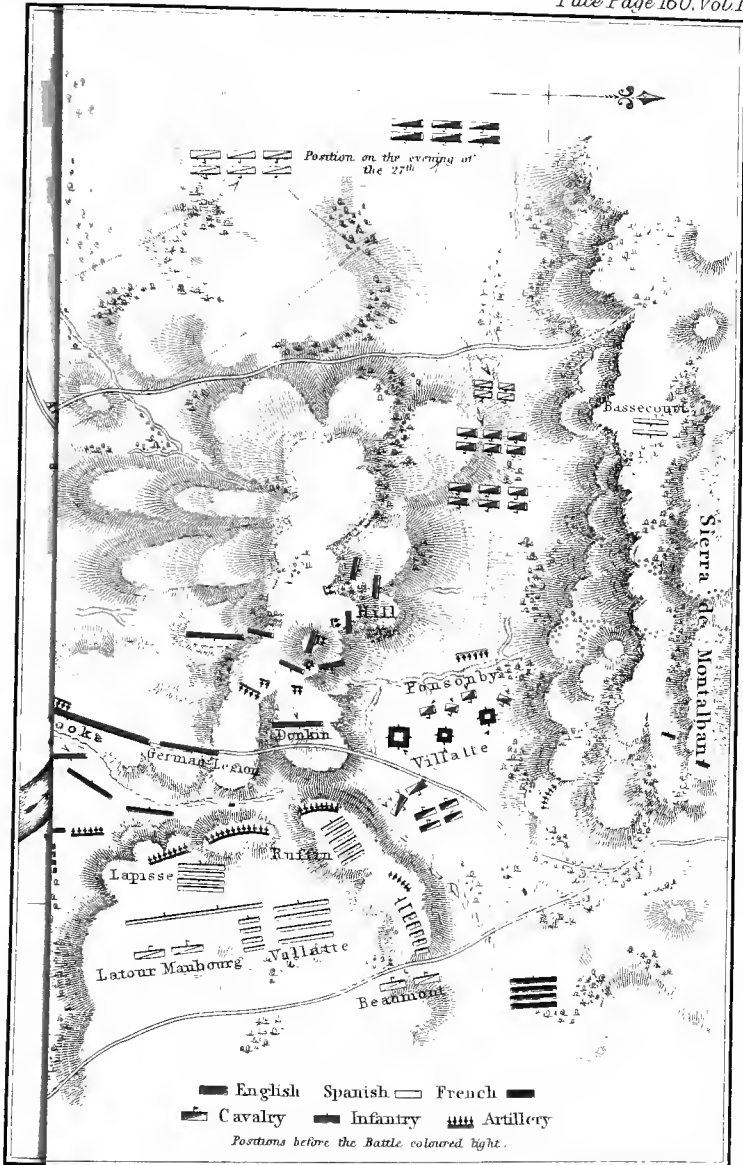 Face Page 160. Vol. I
Position on the evening of
the 27th
Bassecourt
Sierra de Montalban
Hill
Ponsonby
Donkin
Villatte
ooks
German Legion
Ruffin
Lapisse
Latour Maubourg
Vullatte
Beaumont
English Spanish French
Cavalry Infantry Artillery
Positions before the Battle coloured light.